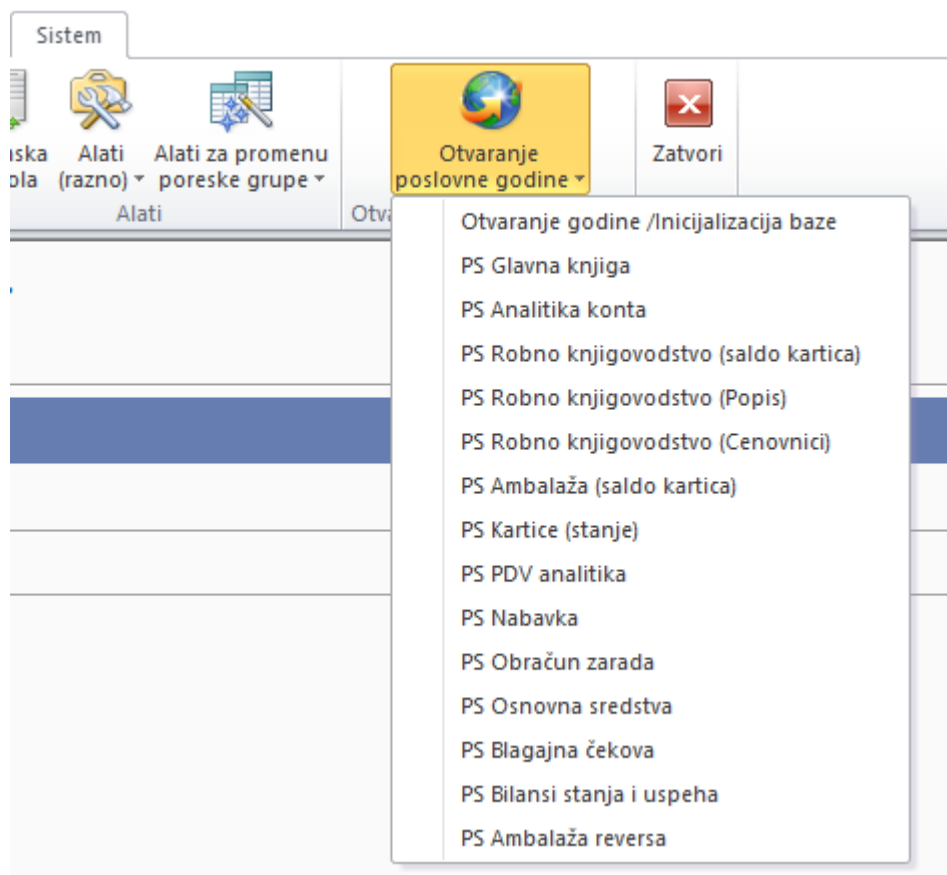 Sistem
Alati
(razno)
Alati za promenu
poreske grupe
Otvaranje
poslovne godine
Zatvori
Alati
Otvaranje godine /Inicijalizacija baze
PS Glavna knjiga
PS Analitika konta
PS Robno knjigovodstvo (saldo kartica)
PS Robno knjigovodstvo (Popis)
PS Robno knjigovodstvo (Cenovnici)
PS Ambalaža (saldo kartica)
PS Kartice (stanje)
PS PDV analitika
PS Nabavka
PS Obračun zarada
PS Osnovna sredstva
PS Blagajna čekova
PS Bilansi stanja i uspeha
PS Ambalaža reversa